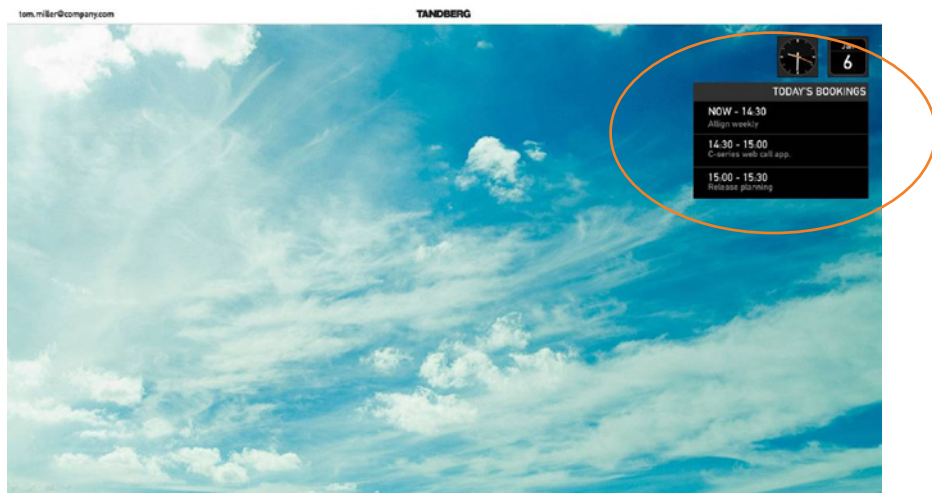 tom.miller@company.com
TANDBERG
6
TODAY'S BOOKINGS
NOW - 14:30
Allign weekly
14:30 - 15:00
C-series web call app.
15:00 - 15:30
Release planning